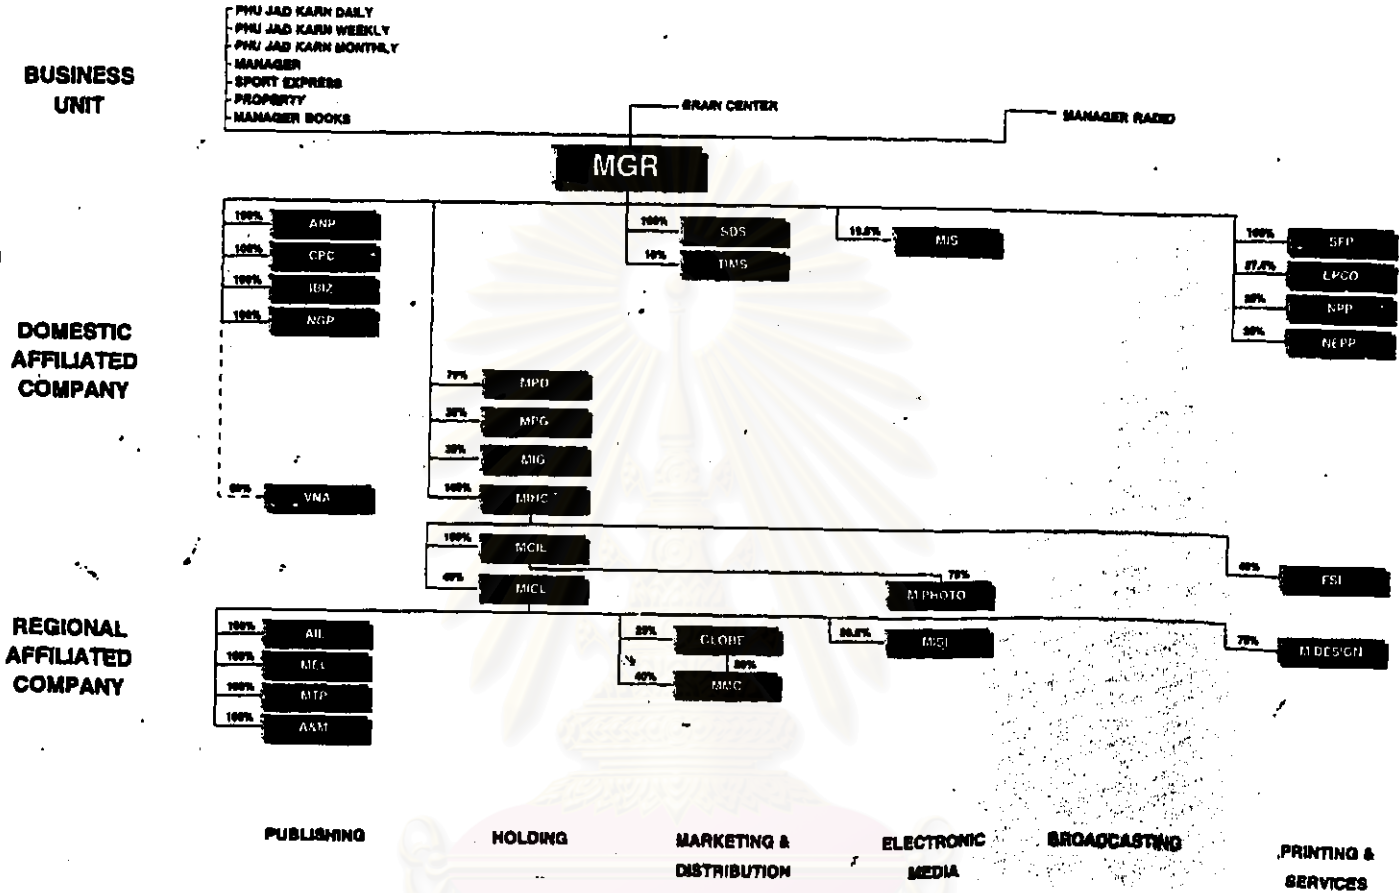 PHU JAD KARN DAILY
PHU JAD KARN WEEKLY
PHU JAD KARN MONTHLY
MANAGER
SPORT EXPRESS
PROPERTY
MANAGER BOOKS
BUSINESS
UNIT
BRAIN CENTER
MANAGER RADIO
MGR
DOMESTIC
AFFILIATED
COMPANY
100% ANP
100% CPC
100% IBIZ
100% NGP
VNA
MPD
MPG
MIG
100% MIHC
100% SDS
10% TIMS
MIS
100% SFP
EPCO
NPP
NEPP
100% MCIL
MICL
M PHOTO
FSI
REGIONAL
AFFILIATED
COMPANY
100% AIL
100% MEL
100% MTP
100% A&M
GLOBE
40% MMC
M DESIGN
PUBLISHING
HOLDING
MARKETING &
DISTRIBUTION
ELECTRONIC
MEDIA
BROADCASTING
PRINTING &
SERVICES